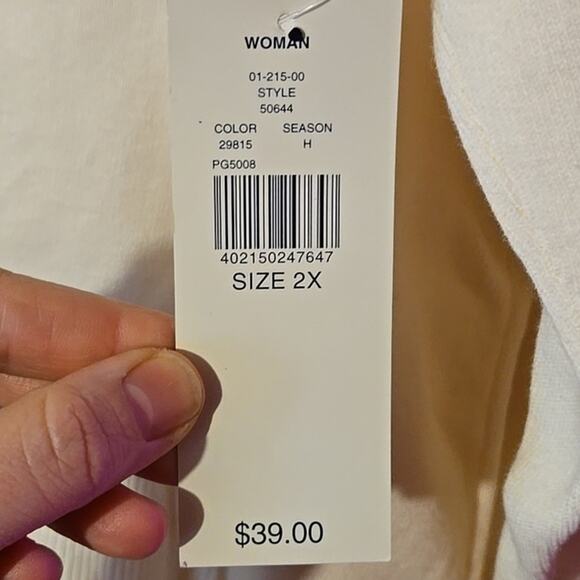 WOMAN
01-215-00
STYLE
50644
COLOR SEASON
29815 H
PG5008
402150247647
SIZE 2X
$39.00